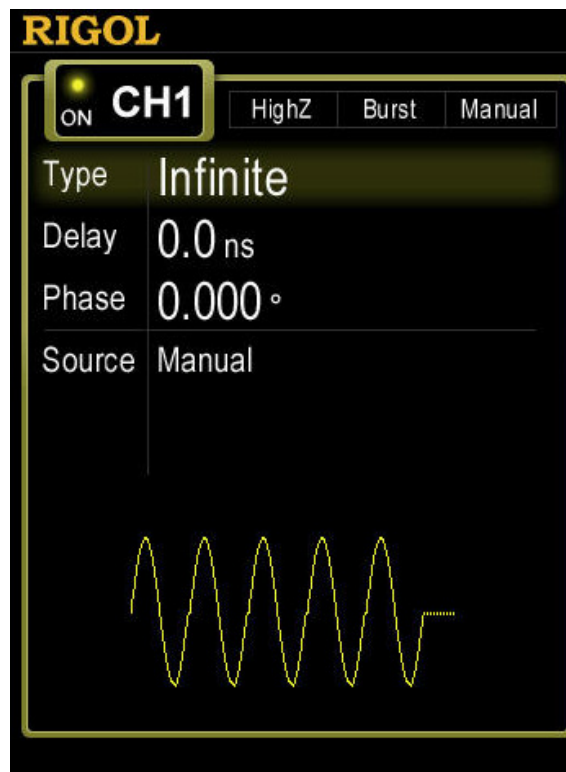 RIGOL
ON CH1 HighZ Burst Manual
Type Infinite
Delay 0.0 ns
Phase 0.000 °
Source Manual